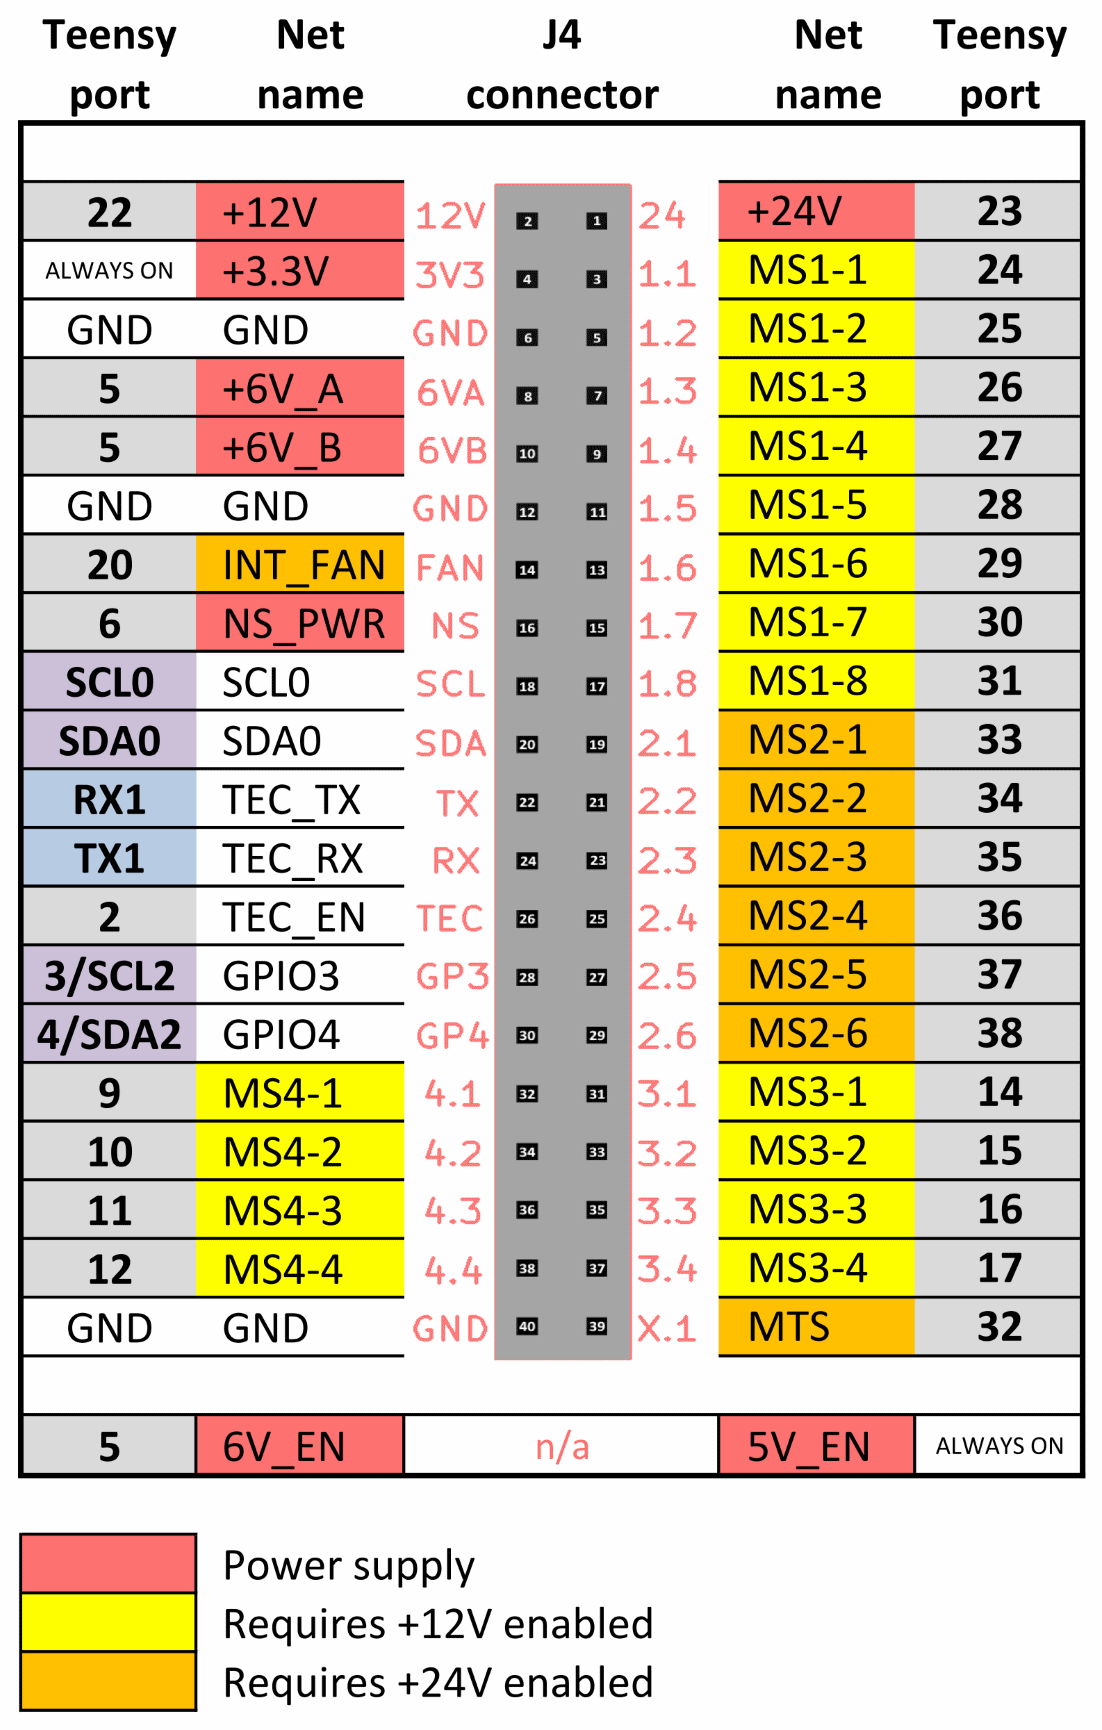 Teensy port Net name J4 connector Net name Teensy port
22 +12V 12V 2 1 24 +24V 23
ALWAYS ON +3.3V 3V3 4 3 1.1 MS1-1 24
GND GND GND 6 5 1.2 MS1-2 25
5 +6V_A 6VA 8 7 1.3 MS1-3 26
5 +6V_B 6VB 10 9 1.4 MS1-4 27
GND GND GND 12 11 1.5 MS1-5 28
20 INT_FAN FAN 14 13 1.6 MS1-6 29
6 NS_PWR NS 16 15 1.7 MS1-7 30
SCL0 SCL0 SCL 18 17 1.8 MS1-8 31
SDA0 SDA0 SDA 20 19 2.1 MS2-1 33
RX1 TEC_TX TX 22 21 2.2 MS2-2 34
TX1 TEC_RX RX 24 23 2.3 MS2-3 35
2 TEC_EN TEC 26 25 2.4 MS2-4 36
3/SCL2 GPIO3 GP3 28 27 2.5 MS2-5 37
4/SDA2 GPIO4 GP4 30 29 2.6 MS2-6 38
9 MS4-1 4.1 32 31 3.1 MS3-1 14
10 MS4-2 4.2 34 33 3.2 MS3-2 15
11 MS4-3 4.3 36 35 3.3 MS3-3 16
12 MS4-4 4.4 38 37 3.4 MS3-4 17
GND GND GND 40 39 X.1 MTS 32
5 6V_EN n/a 5V_EN ALWAYS ON
Power supply
Requires +12V enabled
Requires +24V enabled